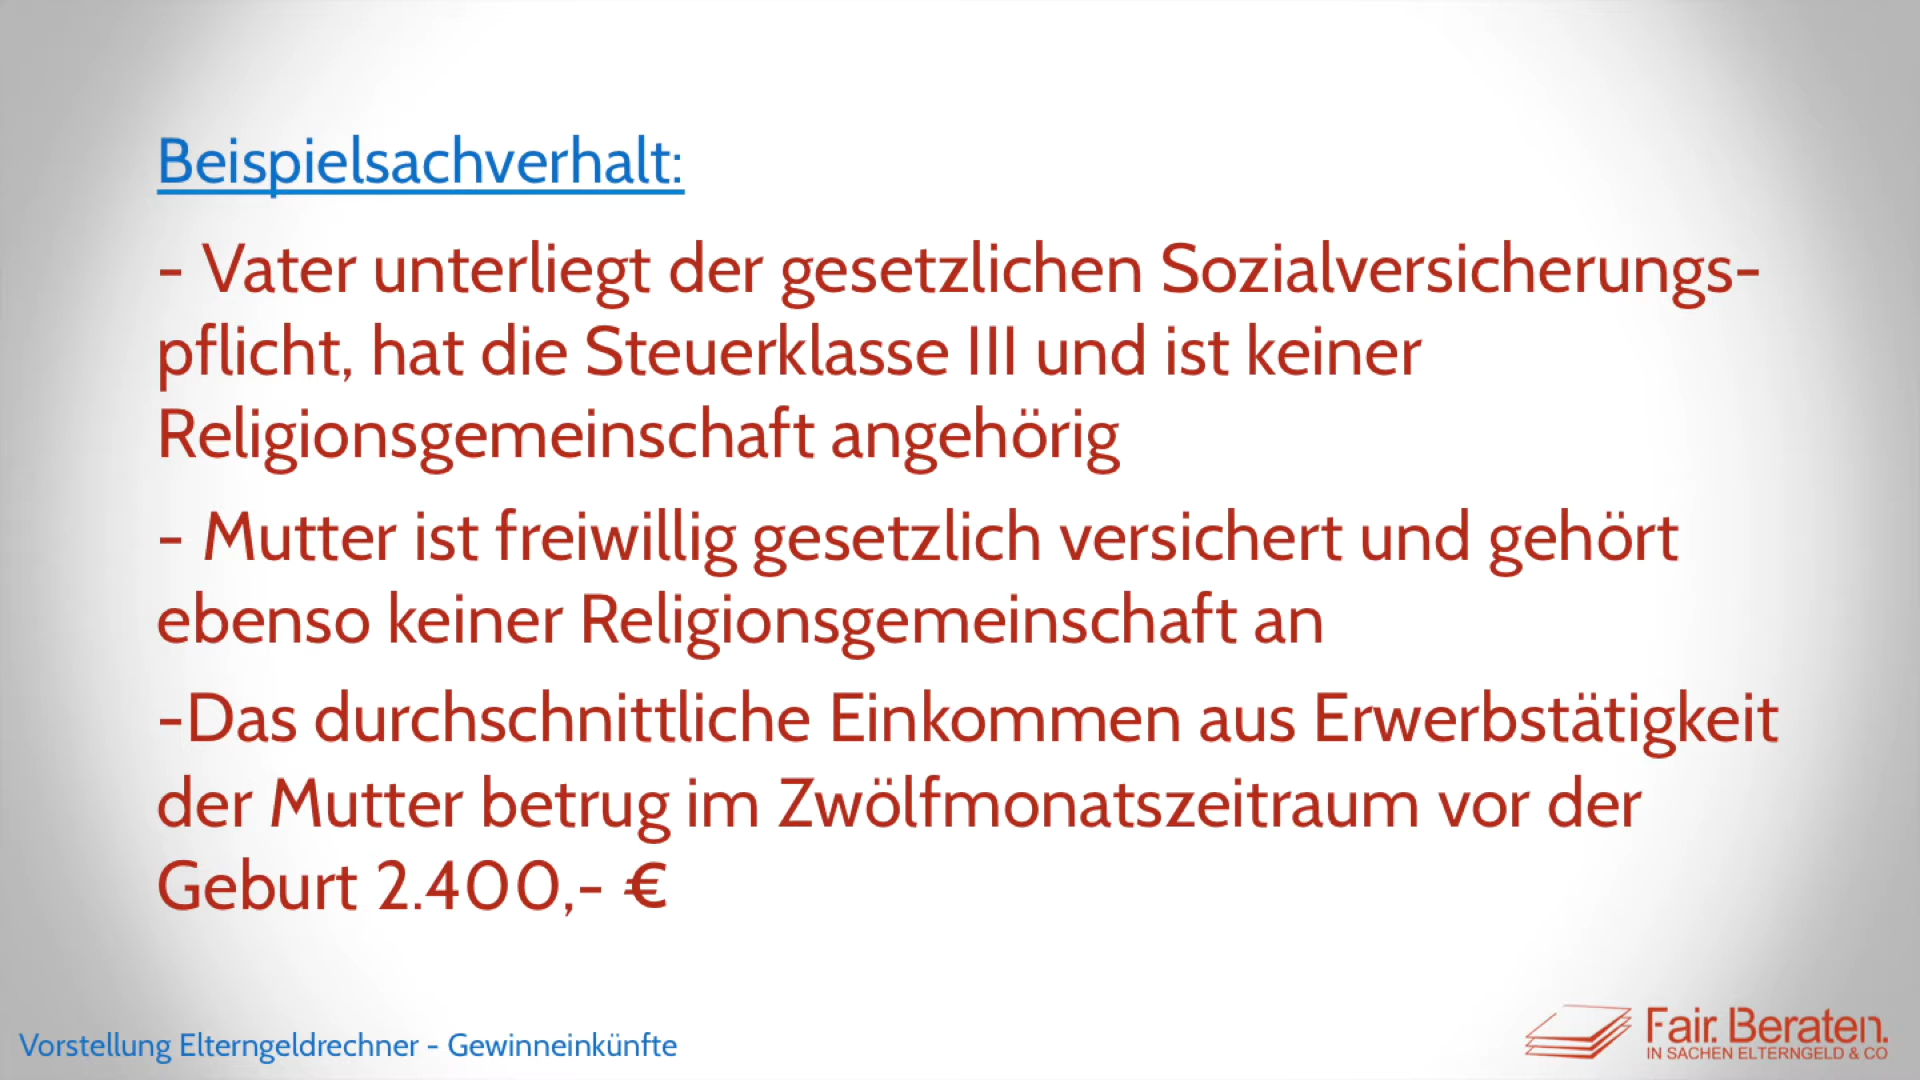 Beispielsachverhalt:
- Vater unterliegt der gesetzlichen Sozialversicherungs-
pflicht, hat die Steuerklasse III und ist keiner
Religionsgemeinschaft angehörig
- Mutter ist freiwillig gesetzlich versichert und gehört
ebenso keiner Religionsgemeinschaft an
-Das durchschnittliche Einkommen aus Erwerbstätigkeit
der Mutter betrug im Zwölfmonatszeitraum vor der
Geburt 2.400,- €
Vorstellung Elterngeldrechner - Gewinneinkünfte
Fair. Beraten.
IN SACHEN ELTERNGELD & CO